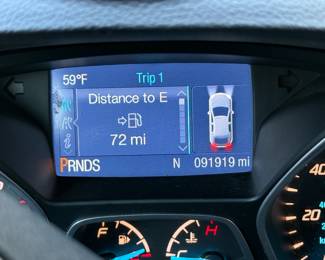 59°F Trip 1
Distance to E
72 mi
PRNDS N 091919 mi
F H
40
20